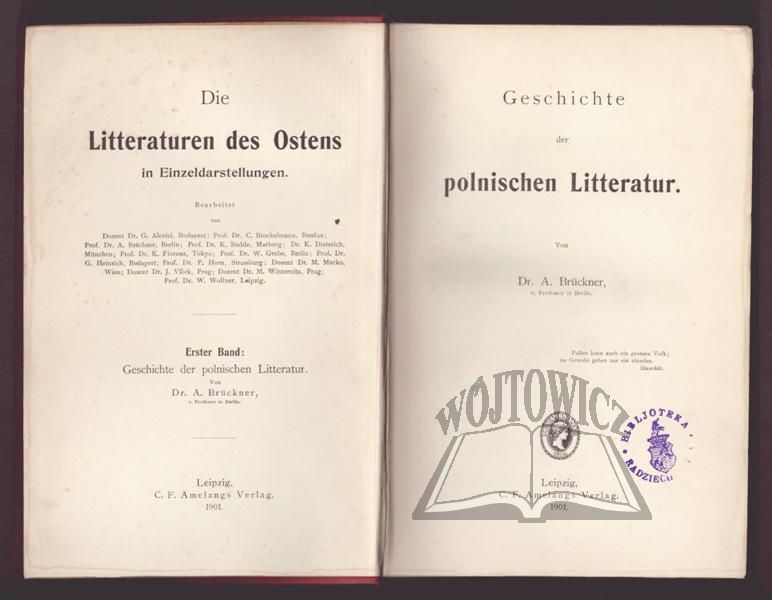 Die
Litteraturen des Ostens
in Einzeldarstellungen.
Bearbeitet
von
Dozent Dr. G. Alexici, Budapest; Prof. Dr. C. Brockelmann, Breslau;
Prof. Dr. A. Brückner, Berlin; Prof. Dr. K. Budde, Marburg; Dr. K. Dieterich,
München; Prof. Dr. K. Florenz, Tokyo; Prof. Dr. W. Grube, Berlin; Prof. Dr.
G. Heinrich, Budapest; Prof. Dr. P. Horn, Strassburg; Dozent Dr. M. Murko,
Wien; Dozent Dr. J. Vlček, Prag; Dozent Dr. M. Winternitz, Prag;
Prof. Dr. W. Wollner, Leipzig.
Erster Band:
Geschichte der polnischen Litteratur.
Von
Dr. A. Brückner,
o. Professor in Berlin.
Leipzig,
C. F. Amelangs Verlag.
1901.
Geschichte
der
polnischen Litteratur.
Von
Dr. A. Brückner,
o. Professor in Berlin.
Fallen kann auch ein grosses Volk;
zu Grunde gehen nur ein elendes.
Staszic.
WÓJTOWICZ
BIBLJOTEKA
RADZIECH
Leipzig,
C. F. Amelangs Verlag.
1901.